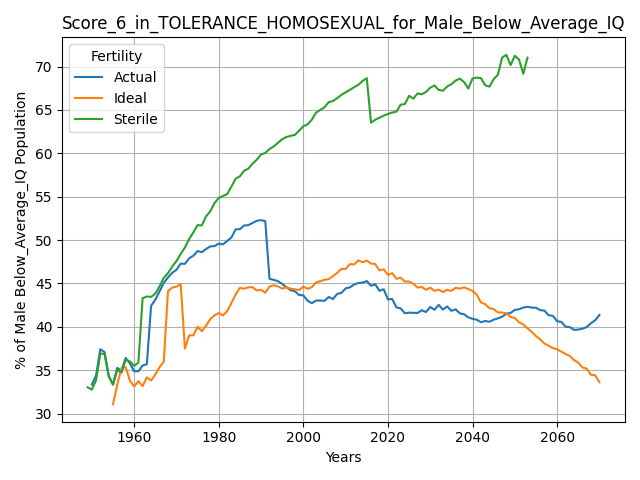 Score_6_in_TOLERANCE_HOMOSEXUAL_for_Male_Below_Average_IQ
Fertility
Actual
Ideal
Sterile
% of Male Below_Average_IQ Population
70
65
60
55
50
45
40
35
30
1960
1980
2000
2020
2040
2060
Years